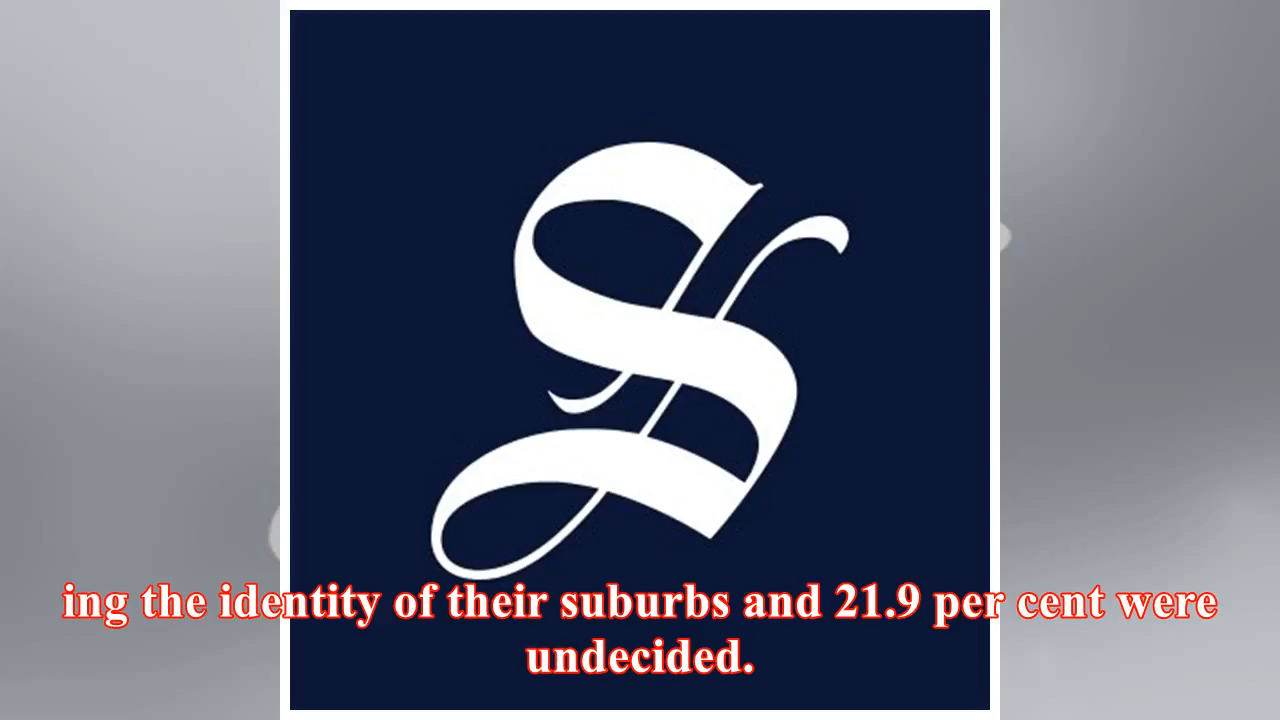 S
ing the identity of their suburbs and 21.9 per cent were
undecided.